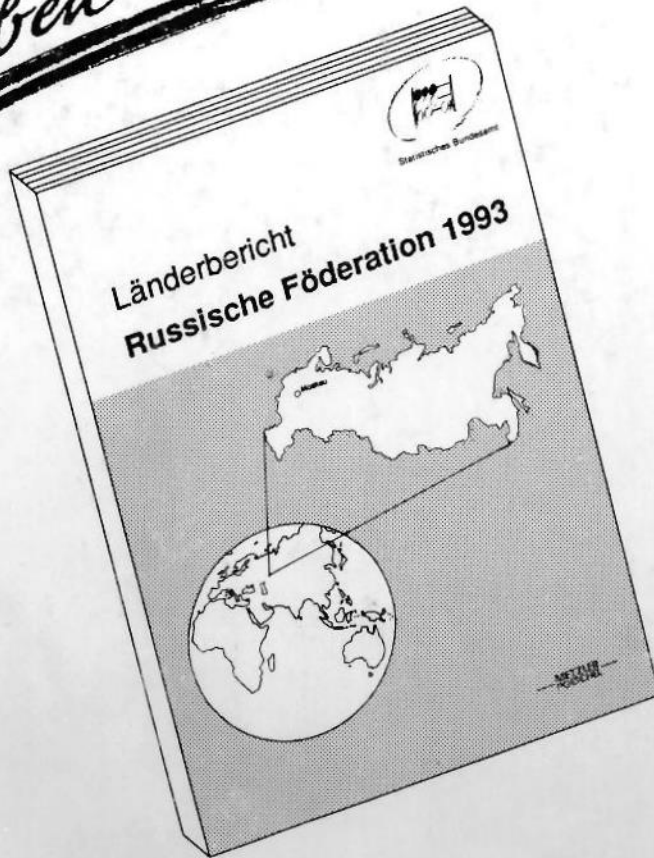 Statistisches Bundesamt
Länderbericht
Russische Föderation 1993
Moskau
METZLER
POESCHEL